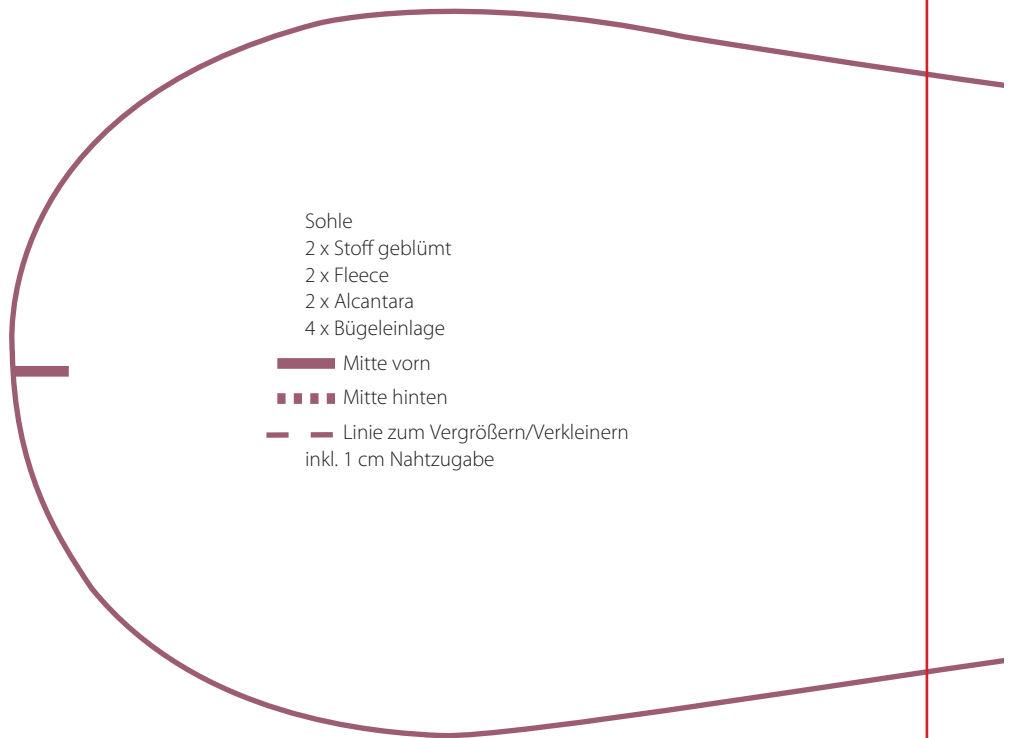 Sohle
2 x Stoff geblümt
2 x Fleece
2 x Alcantara
4 x Bügeleinlage
Mitte vorn
Mitte hinten
Linie zum Vergrößern/Verkleinern
inkl. 1 cm Nahtzugabe